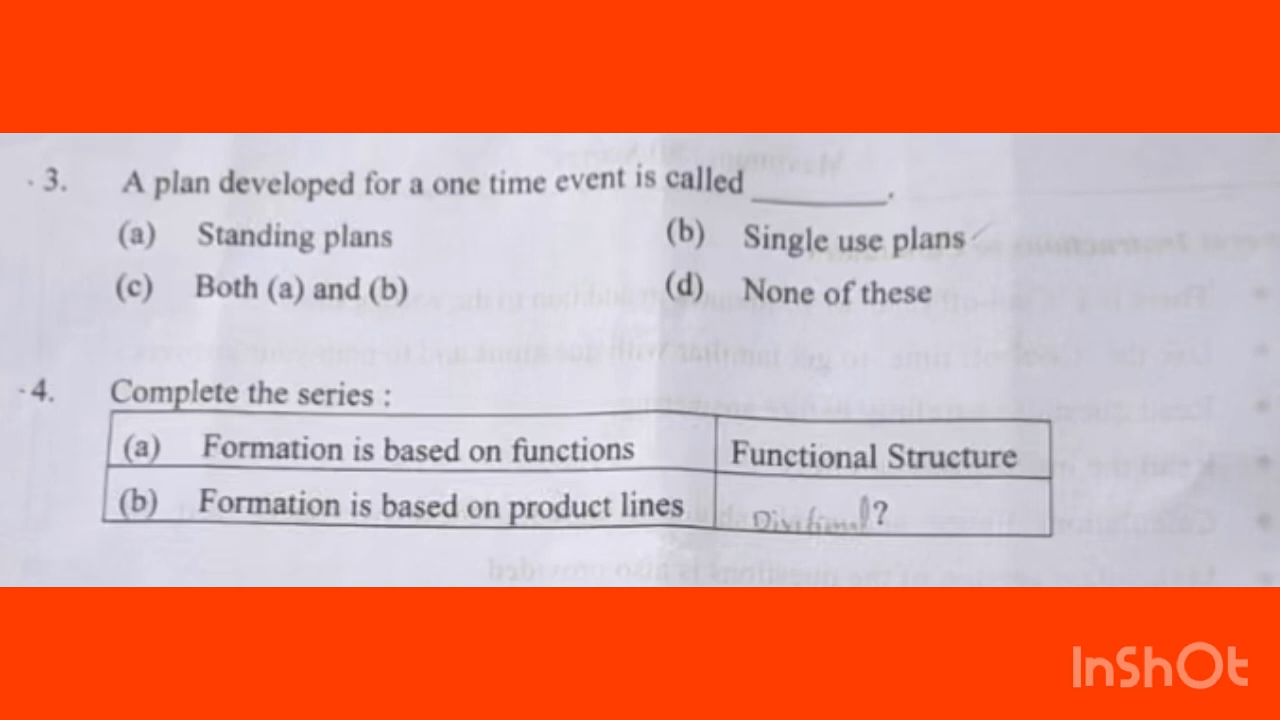 3. A plan developed for a one time event is called ________.
(a) Standing plans (b) Single use plans
(c) Both (a) and (b) (d) None of these
4. Complete the series :
(a) Formation is based on functions Functional Structure
(b) Formation is based on product lines ?
InShOt